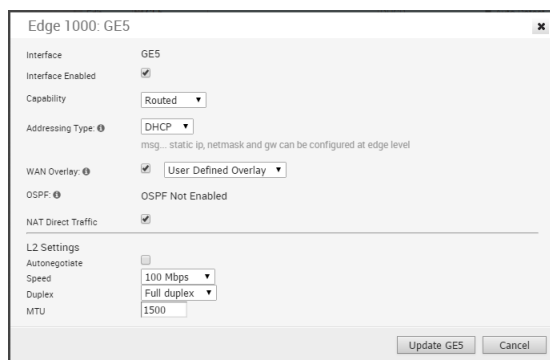 Edge 1000: GE5
Interface GE5
Interface Enabled
Capability Routed
Addressing Type: DHCP
msg... static ip, netmask and gw can be configured at edge level
WAN Overlay: User Defined Overlay
OSPF: OSPF Not Enabled
NAT Direct Traffic
L2 Settings
Autonegotiate
Speed 100 Mbps
Duplex Full duplex
MTU 1500
Update GE5 Cancel